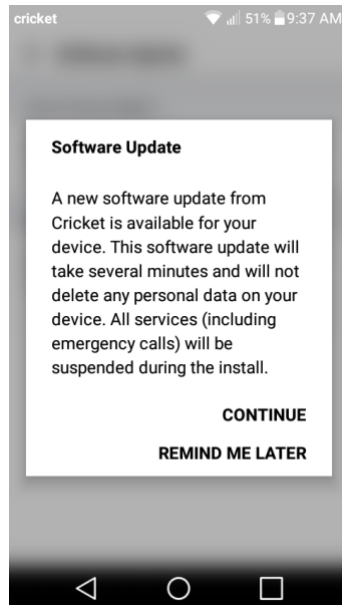 cricket 51% 9:37 AM
Software Update
A new software update from
Cricket is available for your
device. This software update will
take several minutes and will not
delete any personal data on your
device. All services (including
emergency calls) will be
suspended during the install.
CONTINUE
REMIND ME LATER